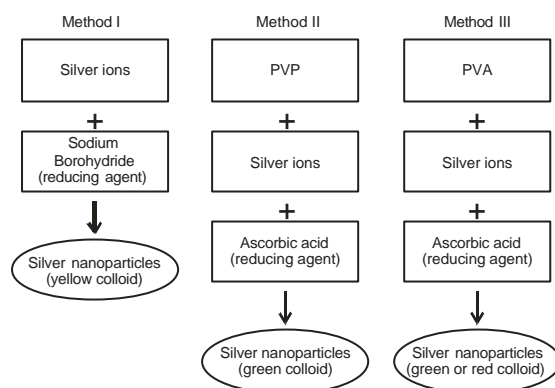 Method I
Silver ions
+
Sodium
Borohydride
(reducing agent)
Silver nanoparticles
(yellow colloid)
Method II
PVP
+
Silver ions
+
Ascorbic acid
(reducing agent)
Silver nanoparticles
(green colloid)
Method III
PVA
+
Silver ions
+
Ascorbic acid
(reducing agent)
Silver nanoparticles
(green or red colloid)